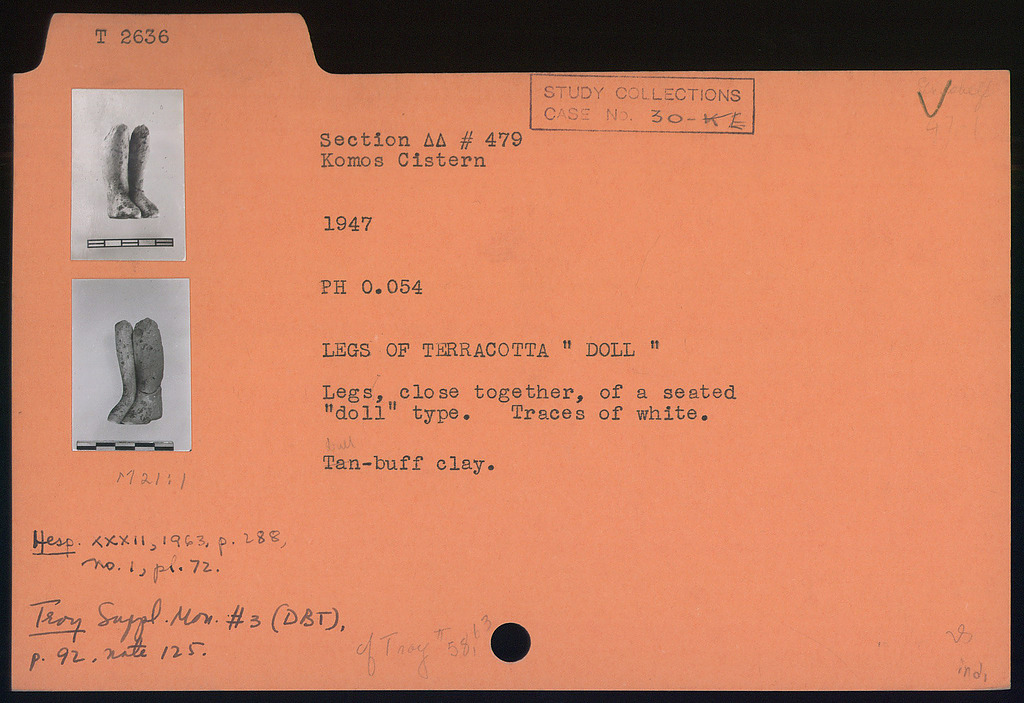 T 2636
STUDY COLLECTIONS
CASE No. 30-
Section ΔΔ # 479
Komos Cistern
1947
PH 0.054
LEGS OF TERRACOTTA " DOLL "
Legs, close together, of a seated
"doll" type. Traces of white.
Tan-buff clay.
M 21:1
Hesp. XXXII, 1963, p. 288,
no. 1, pl. 72.
Troy Suppl. Mon. #3 (DBT),
p. 92, note 125.
cf Troy